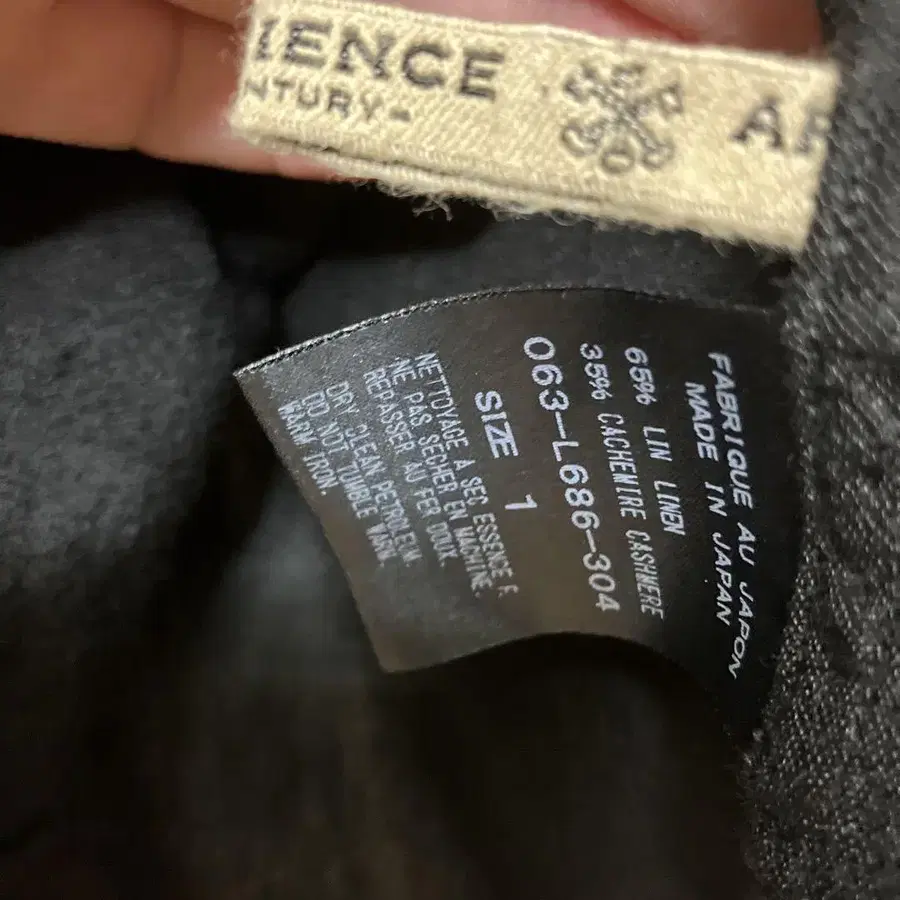 IENCE
NTURY-
A
FABRIQUE AU JAPON
MADE IN JAPAN
65% LIN LINEN
35% CACHEMIRE CASHMERE
063-L686-304
SIZE 1
NETTOYAGE A SEC ESSENCE F.
NE PAS SECHER EN MACHINE.
REPASSER AU FER DOUX.
DRY CLEAN PETROLEUM.
DO NOT TUMBLE WARN.
WARM IRON.